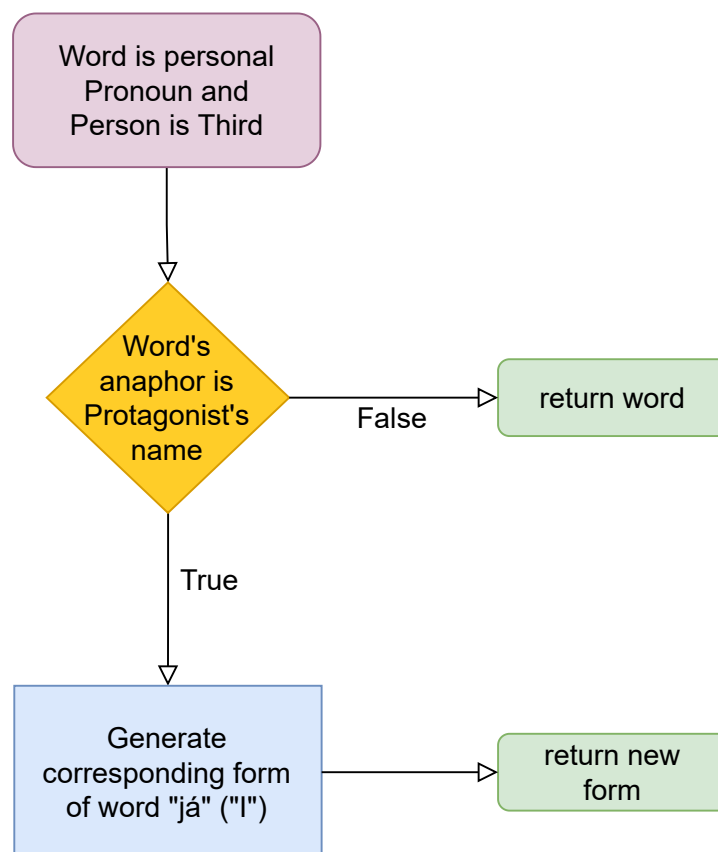 Word is personal
Pronoun and
Person is Third
Word's
anaphor is
Protagonist's
name
False
return word
True
Generate
corresponding form
of word "já" ("I")
return new
form